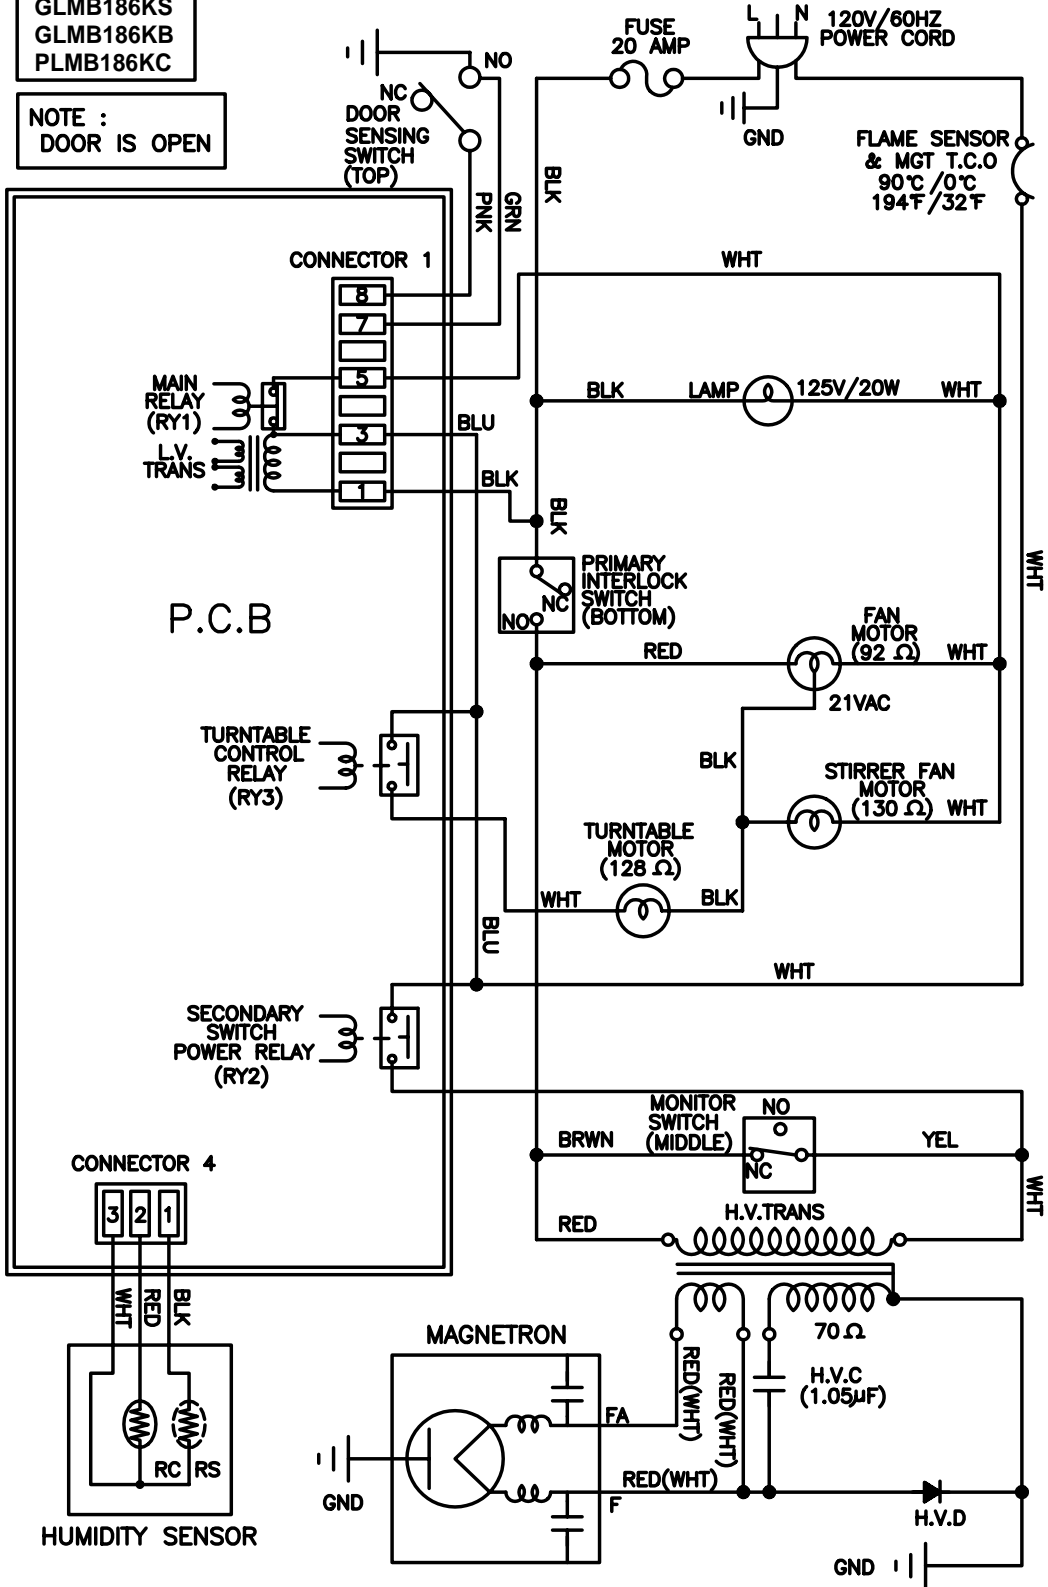 GLMB186KS
GLMB186KB
PLMB186KC
NOTE :
DOOR IS OPEN
NO
NC
DOOR
SENSING
SWITCH
(TOP)
PNK
GRN
FUSE
20 AMP
L
N
120V/60HZ
POWER CORD
GND
FLAME SENSOR
& MGT T.C.O
90℃/0℃
194℉/32℉
BLK
CONNECTOR 1
8
7
5
3
1
WHT
MAIN
RELAY
(RY1)
L.V.
TRANS
BLU
BLK
BLK
LAMP
125V/20W
WHT
BLK
PRIMARY
INTERLOCK
SWITCH
(BOTTOM)
NC
NO
WHT
P.C.B
RED
FAN
MOTOR
(92 Ω)
WHT
21VAC
TURNTABLE
CONTROL
RELAY
(RY3)
BLK
STIRRER FAN
MOTOR
(130 Ω)
WHT
TURNTABLE
MOTOR
(128 Ω)
WHT
BLK
BLU
WHT
SECONDARY
SWITCH
POWER RELAY
(RY2)
MONITOR
SWITCH
(MIDDLE)
NO
NC
BRWN
YEL
WHT
CONNECTOR 4
3
2
1
RED
H.V.TRANS
WHT
RED
BLK
MAGNETRON
70 Ω
RED(WHT)
RED(WHT)
H.V.C
(1.05µF)
FA
RC
RS
GND
RED(WHT)
F
H.V.D
HUMIDITY SENSOR
GND